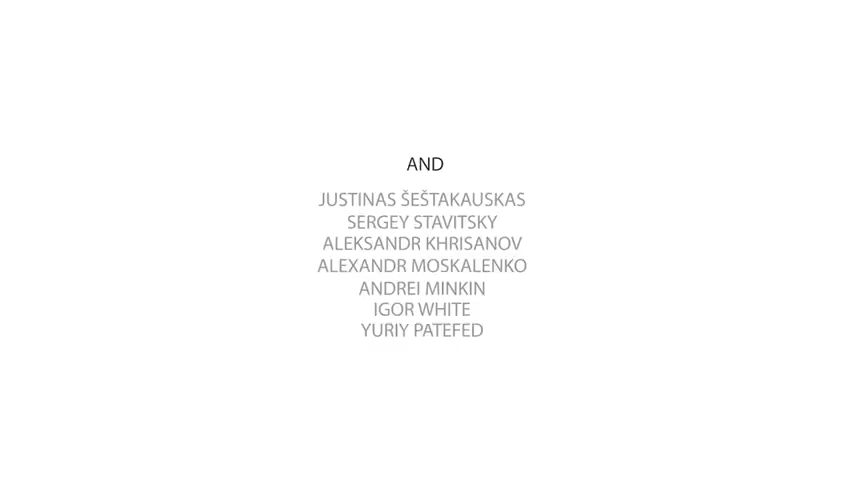 AND
JUSTINAS ŠEŠTAKAUSKAS
SERGEY STAVITSKY
ALEKSANDR KHRISANOV
ALEXANDR MOSKALENKO
ANDREI MINKIN
IGOR WHITE
YURIY PATEFED